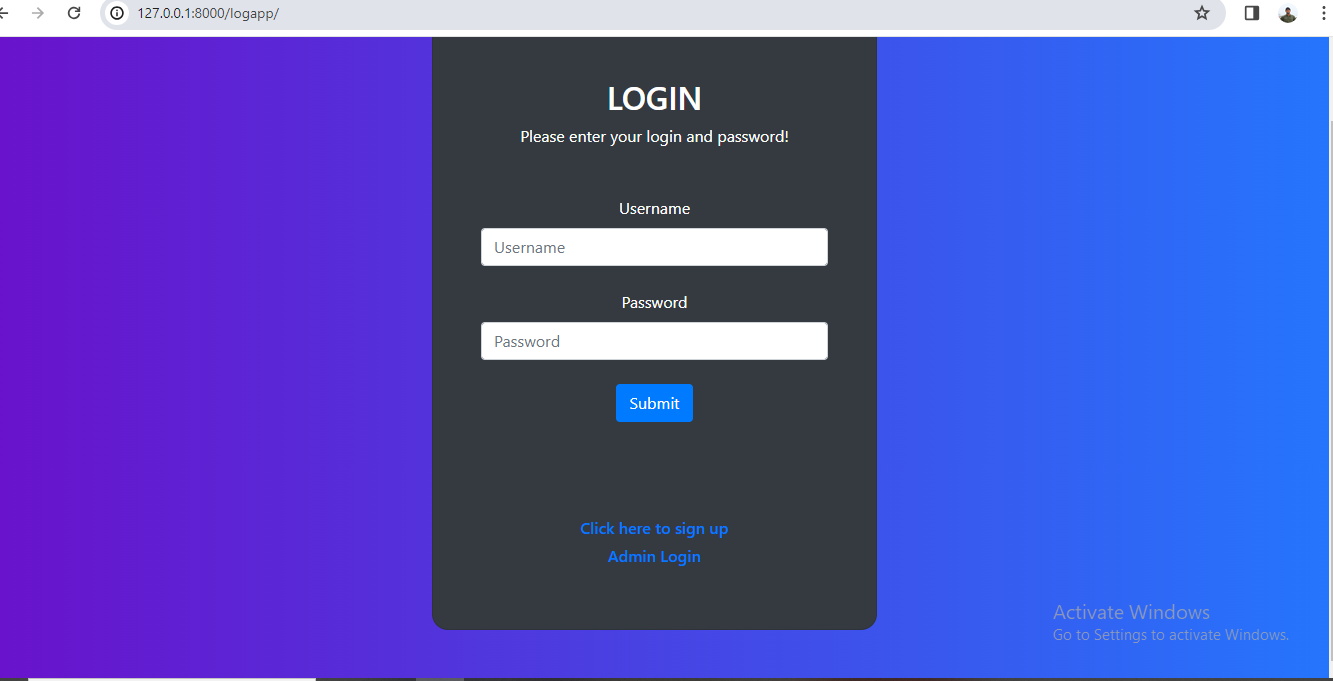 127.0.0.1:8000/logapp/
LOGIN
Please enter your login and password!
Username
Username
Password
Password
Submit
Click here to sign up
Admin Login
Activate Windows
Go to Settings to activate Windows.